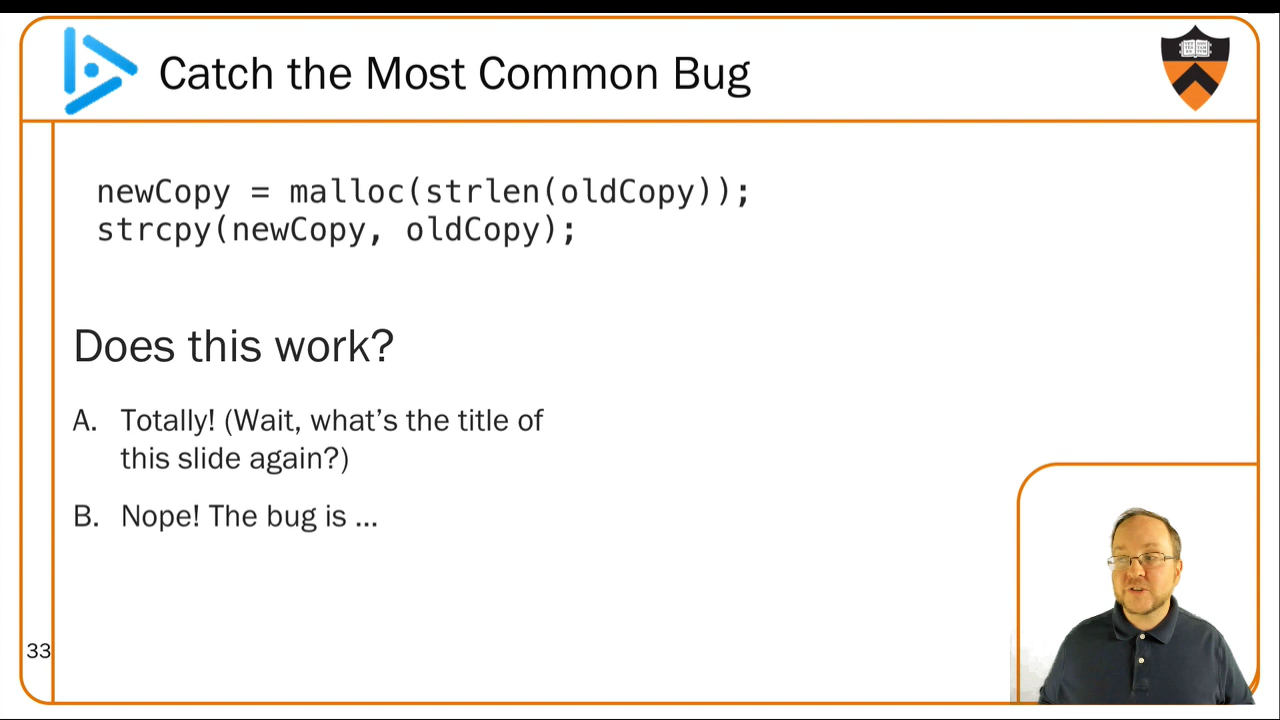 Catch the Most Common Bug
newCopy = malloc(strlen(oldCopy));
strcpy(newCopy, oldCopy);
Does this work?
A. Totally! (Wait, what’s the title of
this slide again?)
B. Nope! The bug is …
33